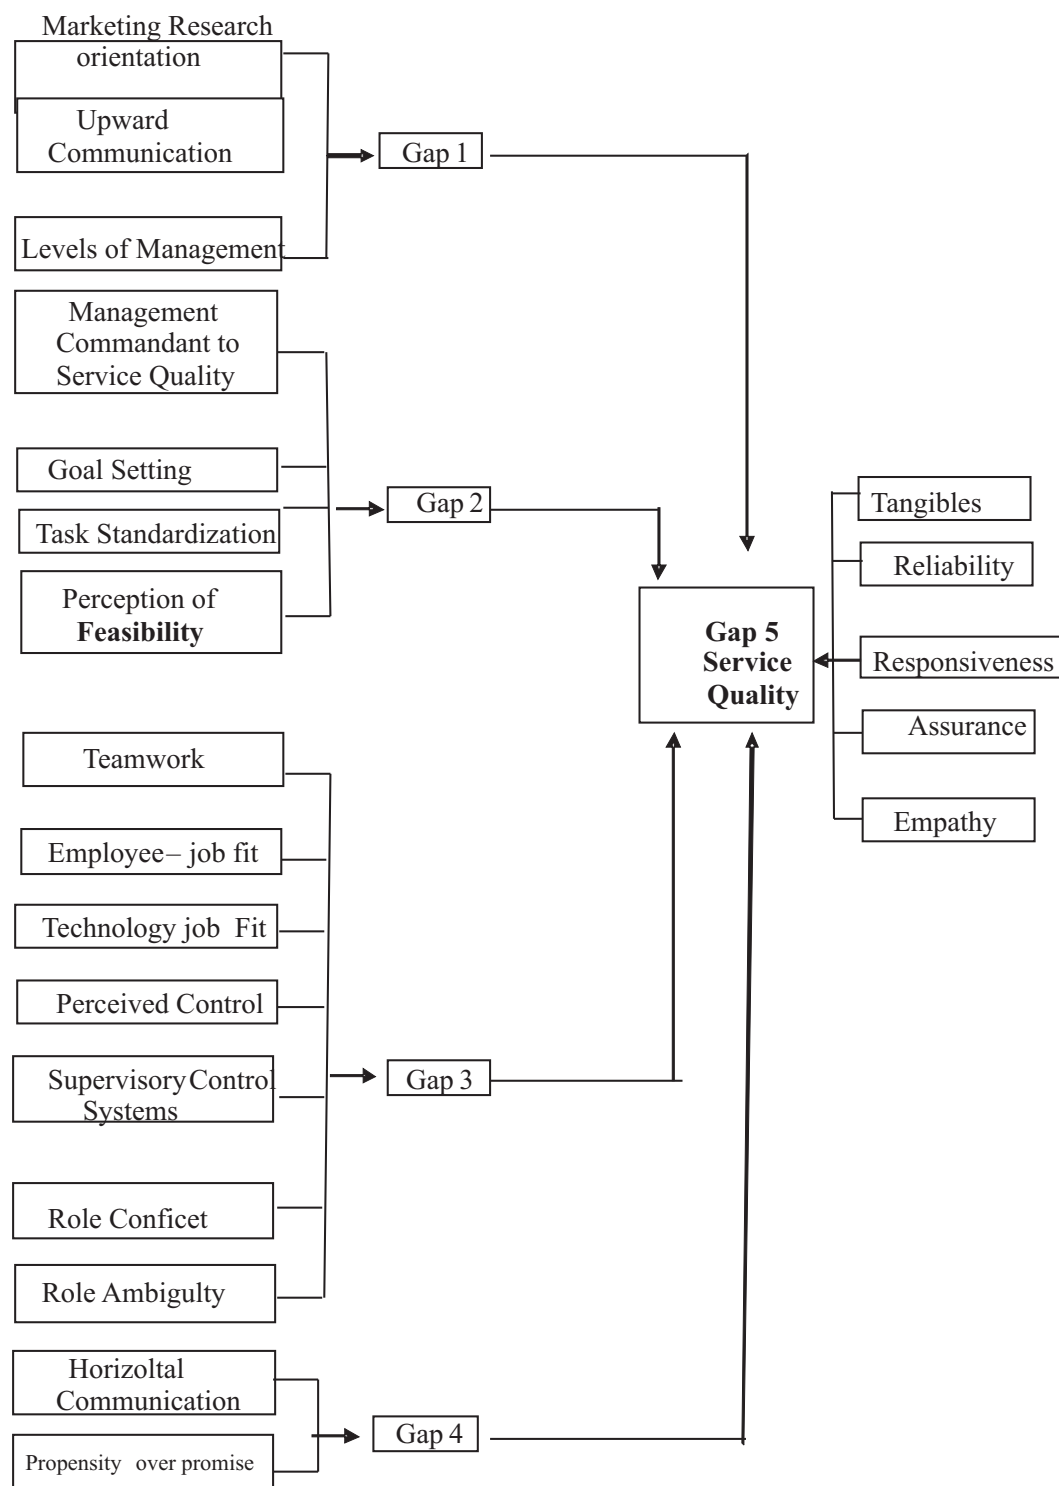 Marketing Research
orientation
Upward
Communication
Gap 1
Levels of Management
Management
Commandant to
Service Quality
Goal Setting
Task Standardization
Gap 2
Perception of
Feasibility
Tangibles
Reliability
Gap 5
Service
Quality
Responsiveness
Assurance
Empathy
Teamwork
Employee – job fit
Technology job Fit
Perceived Control
Supervisory Control
Systems
Gap 3
Role Conficet
Role Ambigulty
Horizoltal
Communication
Gap 4
Propensity over promise